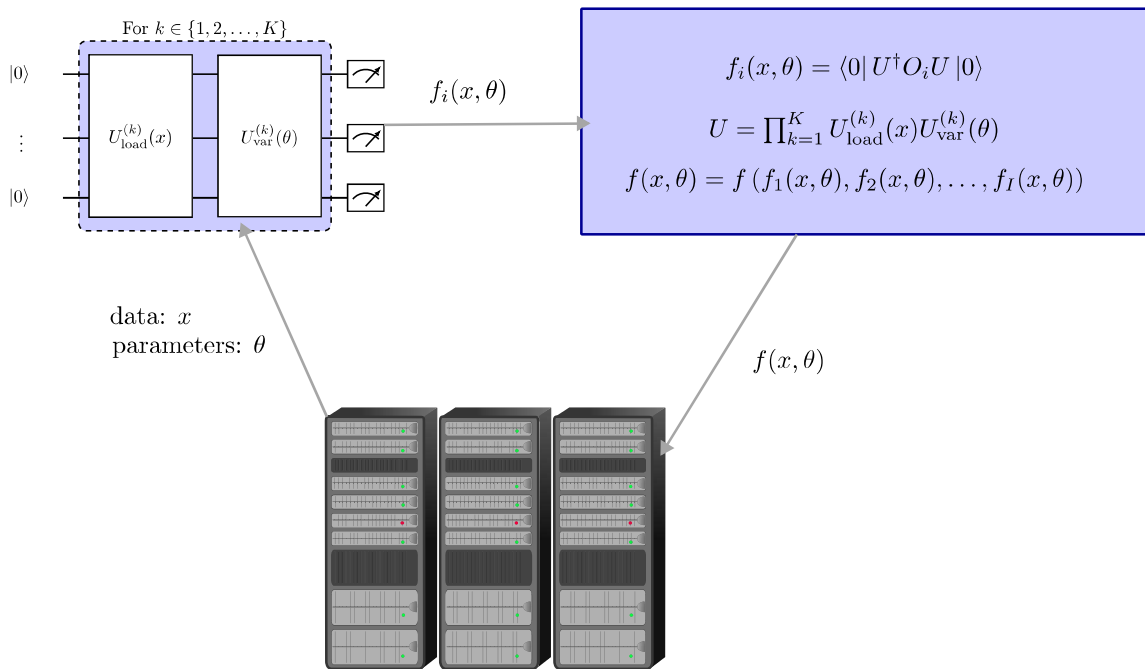 For k ∈ {1, 2, . . . , K}
|0⟩
⋮
|0⟩
U_load^(k)(x)
U_var^(k)(θ)
f_i(x, θ)
f_i(x, θ) = ⟨0| U^† O_i U |0⟩
U = ∏_{k=1}^K U_load^(k)(x) U_var^(k)(θ)
f(x, θ) = f (f_1(x, θ), f_2(x, θ), . . . , f_I(x, θ))
data: x
parameters: θ
f(x, θ)